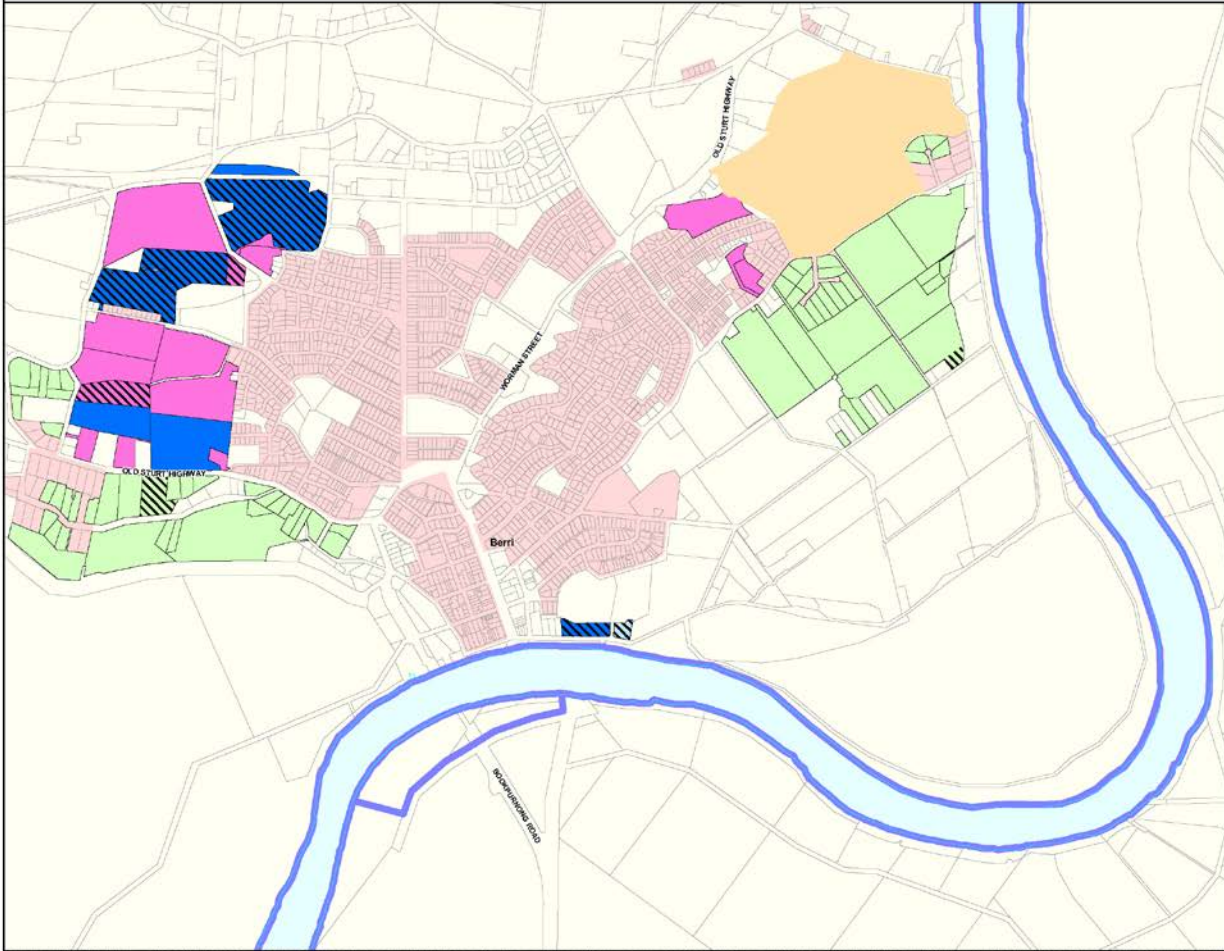 OLD STURT HIGHWAY
WORMAN STREET
OLD STURT HIGHWAY
Berri
BOOKPURNONG ROAD